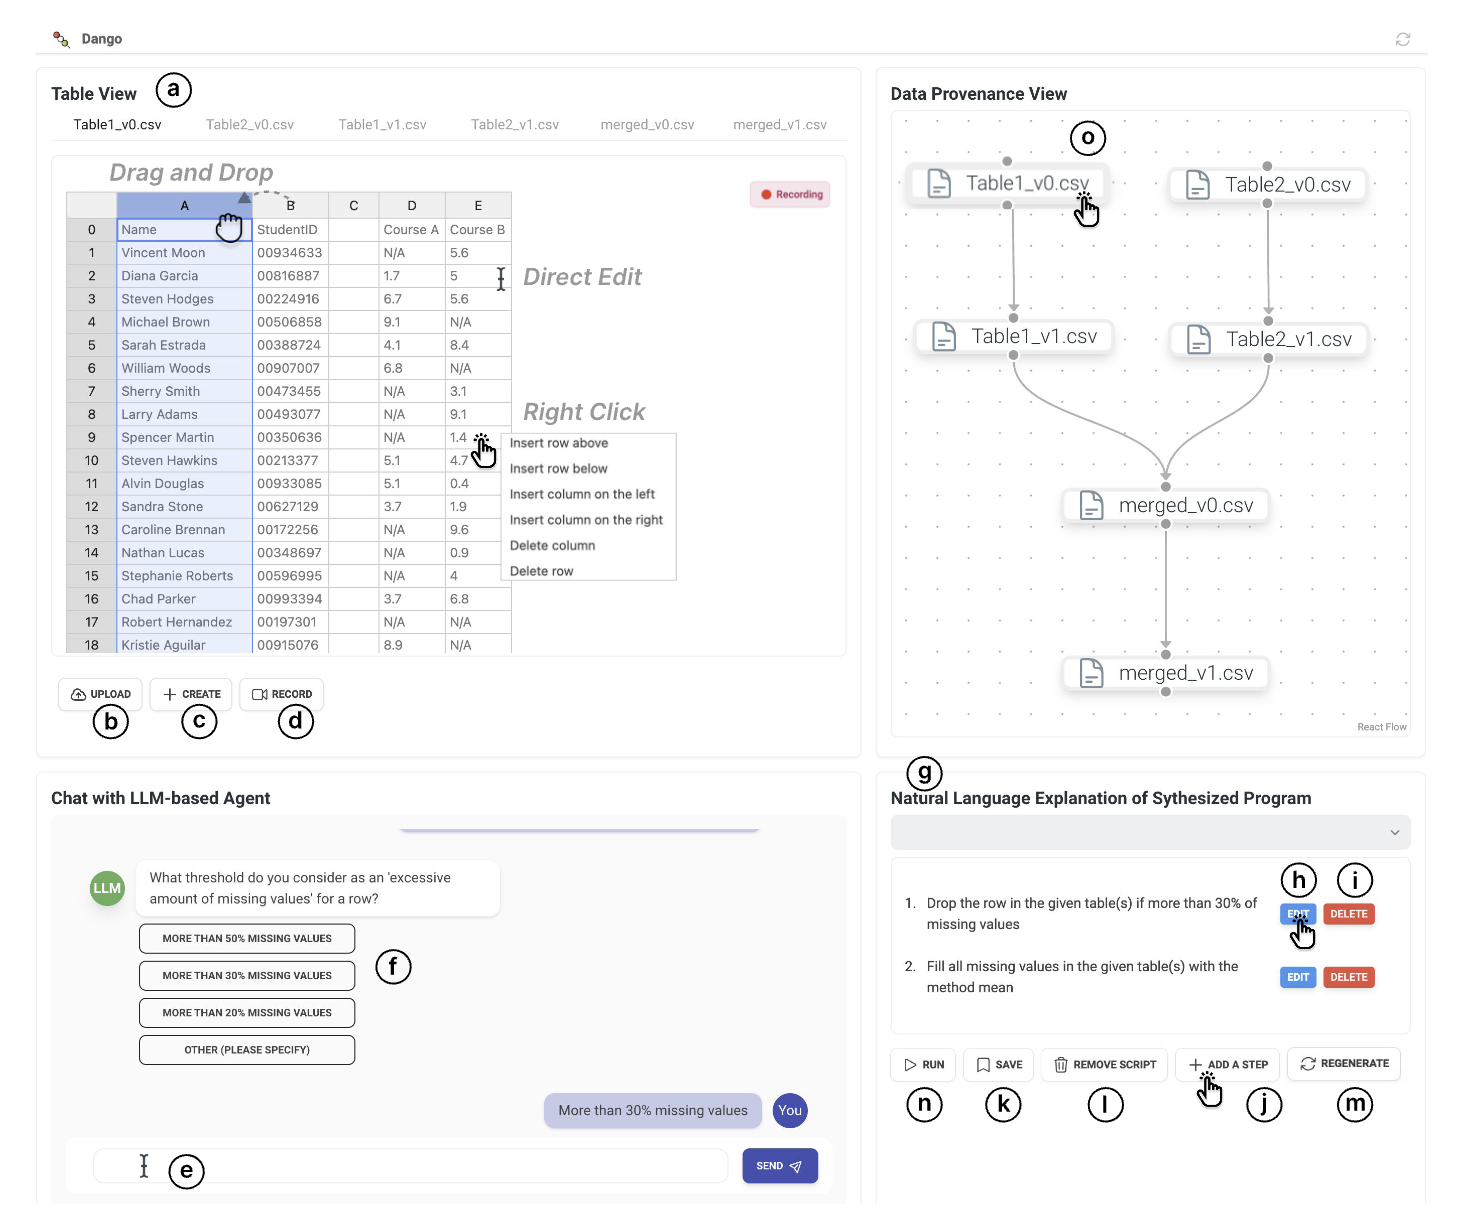 Dango
Table View
a
Table1_v0.csv Table2_v0.csv Table1_v1.csv Table2_v1.csv merged_v0.csv merged_v1.csv
Drag and Drop
Recording
A B C D E
0 Name StudentID Course A Course B
1 Vincent Moon 00934633 N/A 5.6
2 Diana Garcia 00816887 1.7 5
3 Steven Hodges 00224916 6.7 5.6
4 Michael Brown 00506858 9.1 N/A
5 Sarah Estrada 00388724 4.1 8.4
6 William Woods 00907007 6.8 N/A
7 Sherry Smith 00473455 N/A 3.1
8 Larry Adams 00493077 N/A 9.1
9 Spencer Martin 00350636 N/A 1.4
10 Steven Hawkins 00213377 5.1 4.7
11 Alvin Douglas 00933085 5.1 0.4
12 Sandra Stone 00627129 3.7 1.9
13 Caroline Brennan 00172256 N/A 9.6
14 Nathan Lucas 00348697 N/A 0.9
15 Stephanie Roberts 00596995 N/A 4
16 Chad Parker 00993394 3.7 6.8
17 Robert Hernandez 00197301 N/A N/A
18 Kristie Aguilar 00915076 8.9 N/A
Direct Edit
Right Click
Insert row above
Insert row below
Insert column on the left
Insert column on the right
Delete column
Delete row
UPLOAD CREATE RECORD
b c d
Data Provenance View
o
Table1_v0.csv Table2_v0.csv
Table1_v1.csv Table2_v1.csv
merged_v0.csv
merged_v1.csv
React Flow
Chat with LLM-based Agent
LLM
What threshold do you consider as an 'excessive
amount of missing values' for a row?
MORE THAN 50% MISSING VALUES
MORE THAN 30% MISSING VALUES
MORE THAN 20% MISSING VALUES
OTHER (PLEASE SPECIFY)
f
More than 30% missing values You
e
SEND
g
Natural Language Explanation of Sythesized Program
h i
1. Drop the row in the given table(s) if more than 30% of
missing values
EDIT DELETE
2. Fill all missing values in the given table(s) with the
method mean
EDIT DELETE
RUN SAVE REMOVE SCRIPT ADD A STEP REGENERATE
n k l j m